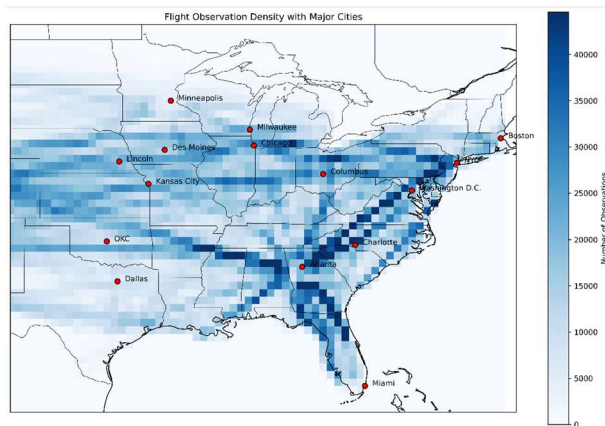 Flight Observation Density with Major Cities
Minneapolis
Milwaukee
Boston
Des Moines
Chicago
Lincoln
NYC
Columbus
Kansas City
Washington D.C.
OKC
Charlotte
Atlanta
Dallas
Miami
40000
35000
30000
25000
20000
15000
10000
5000
0
Number of Observations